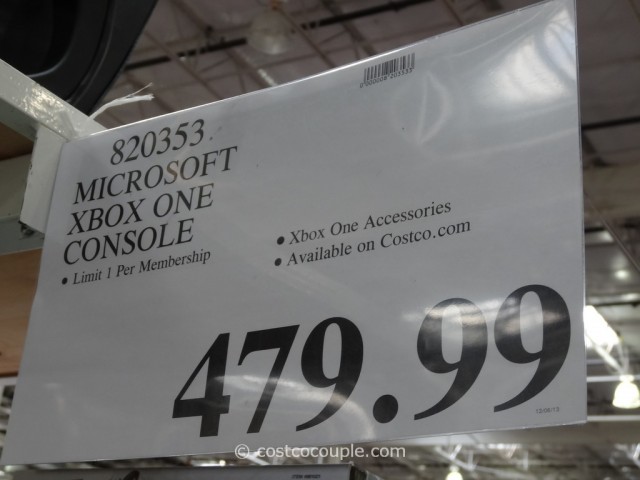 820353
MICROSOFT
XBOX ONE
CONSOLE
• Limit 1 Per Membership
• Xbox One Accessories
• Available on Costco.com
479.99
© costcocouple.com